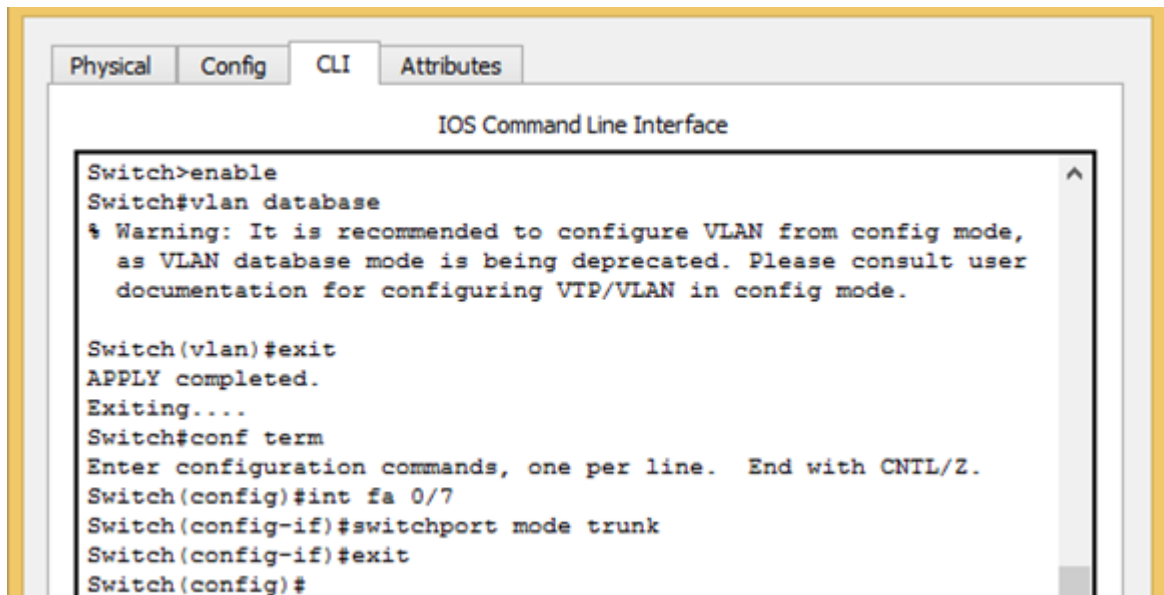 Physical Config CLI Attributes
IOS Command Line Interface
Switch>enable
Switch#vlan database
% Warning: It is recommended to configure VLAN from config mode,
as VLAN database mode is being deprecated. Please consult user
documentation for configuring VTP/VLAN in config mode.
Switch(vlan)#exit
APPLY completed.
Exiting....
Switch#conf term
Enter configuration commands, one per line. End with CNTL/Z.
Switch(config)#int fa 0/7
Switch(config-if)#switchport mode trunk
Switch(config-if)#exit
Switch(config)#